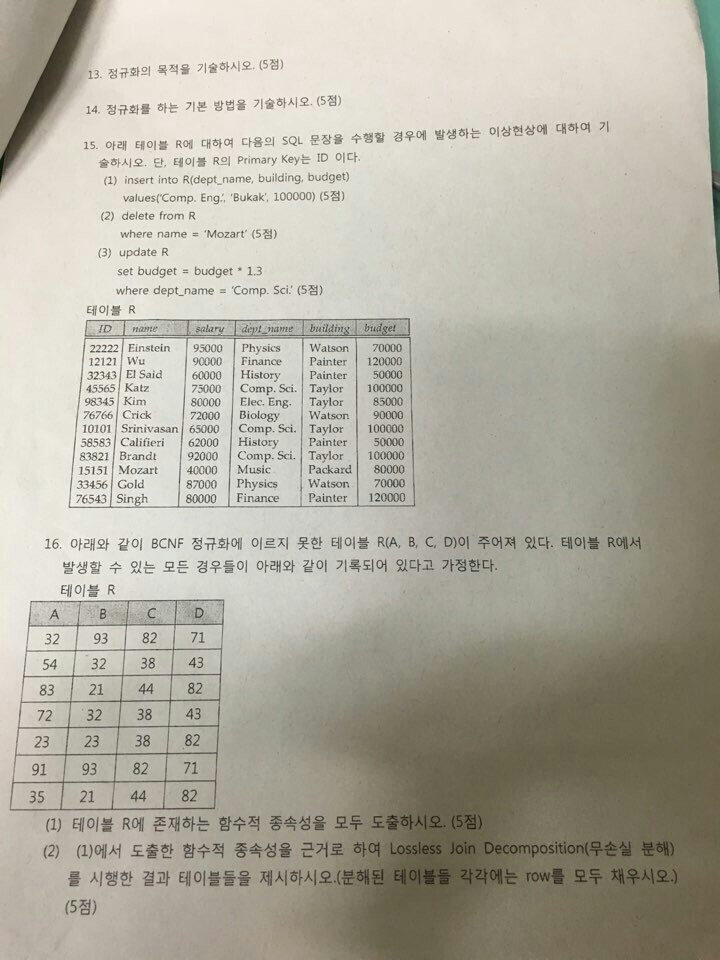 13. 정규화의 목적을 기술하시오. (5점)
14. 정규화를 하는 기본 방법을 기술하시오. (5점)
15. 아래 테이블 R에 대하여 다음의 SQL 문장을 수행할 경우에 발생하는 이상현상에 대하여 기
술하시오. 단, 테이블 R의 Primary Key는 ID 이다.
(1) insert into R(dept_name, building, budget)
values('Comp. Eng.', 'Bukak', 100000) (5점)
(2) delete from R
where name = 'Mozart' (5점)
(3) update R
set budget = budget * 1.3
where dept_name = 'Comp. Sci.' (5점)
테이블 R
ID name salary dept_name building budget
22222 Einstein 95000 Physics Watson 70000
12121 Wu 90000 Finance Painter 120000
32343 El Said 60000 History Painter 50000
45565 Katz 75000 Comp. Sci. Taylor 100000
98345 Kim 80000 Elec. Eng. Taylor 85000
76766 Crick 72000 Biology Watson 90000
10101 Srinivasan 65000 Comp. Sci. Taylor 100000
58583 Califieri 62000 History Painter 50000
83821 Brandt 92000 Comp. Sci. Taylor 100000
15151 Mozart 40000 Music Packard 80000
33456 Gold 87000 Physics Watson 70000
76543 Singh 80000 Finance Painter 120000
16. 아래와 같이 BCNF 정규화에 이르지 못한 테이블 R(A, B, C, D)이 주어져 있다. 테이블 R에서
발생할 수 있는 모든 경우들이 아래와 같이 기록되어 있다고 가정한다.
테이블 R
A B C D
32 93 82 71
54 32 38 43
83 21 44 82
72 32 38 43
23 23 38 82
91 93 82 71
35 21 44 82
(1) 테이블 R에 존재하는 함수적 종속성을 모두 도출하시오. (5점)
(2) (1)에서 도출한 함수적 종속성을 근거로 하여 Lossless Join Decomposition(무손실 분해)
를 시행한 결과 테이블들을 제시하시오.(분해된 테이블들 각각에는 row를 모두 채우시오.)
(5점)